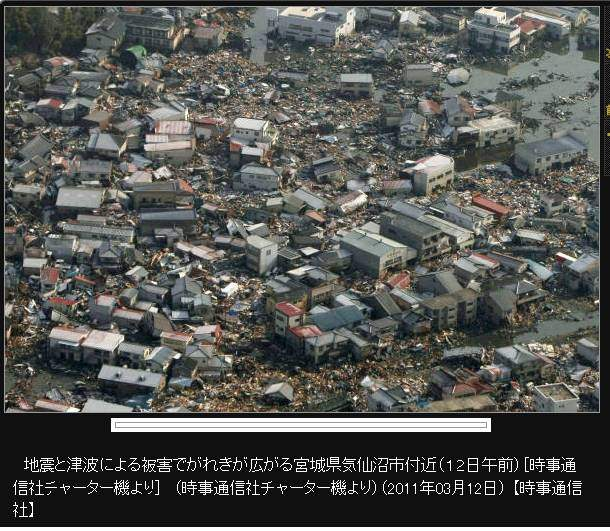 地震と津波による被害でがれきが広がる宮城県気仙沼市付近（１２日午前）[時事通
信社チャーター機より]　（時事通信社チャーター機より）（2011年03月12日）【時事通信
社】